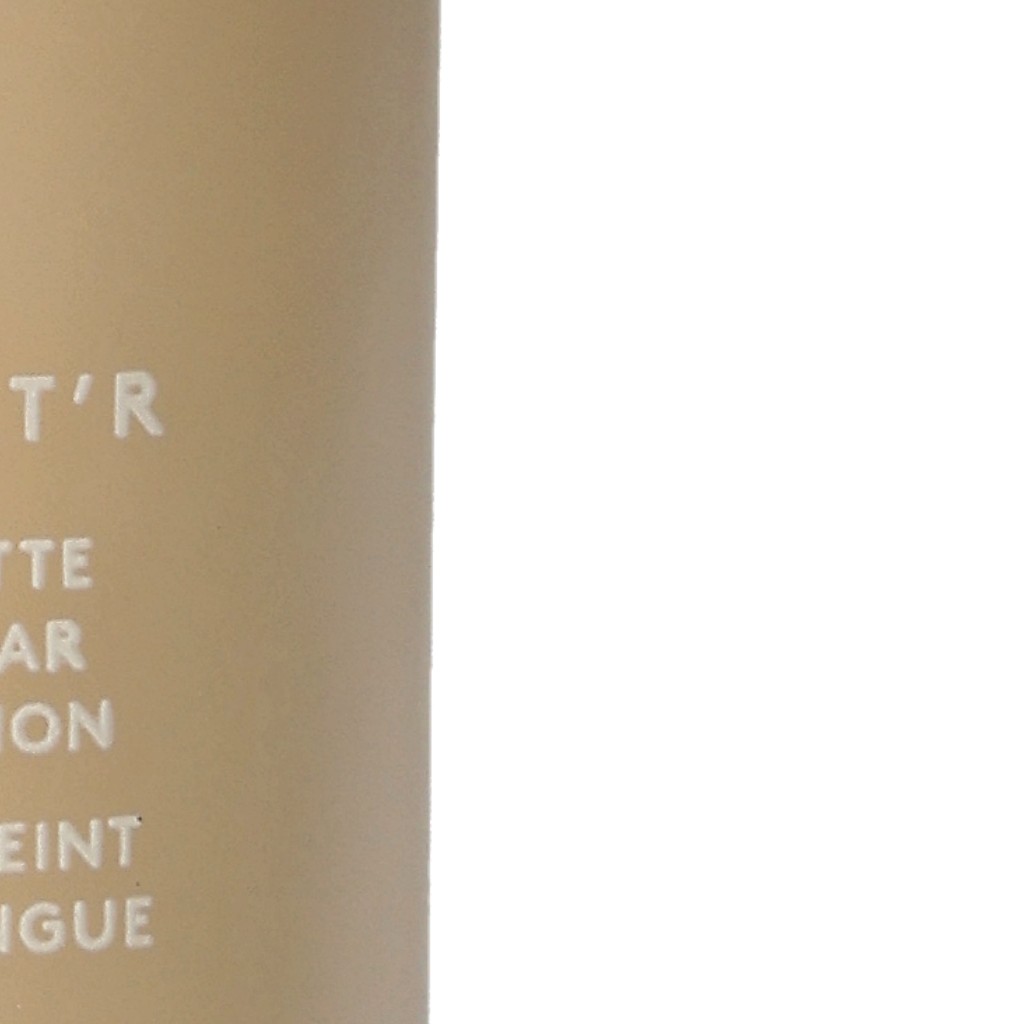 T’R
TTE
AR
ION
EINT
IGUE